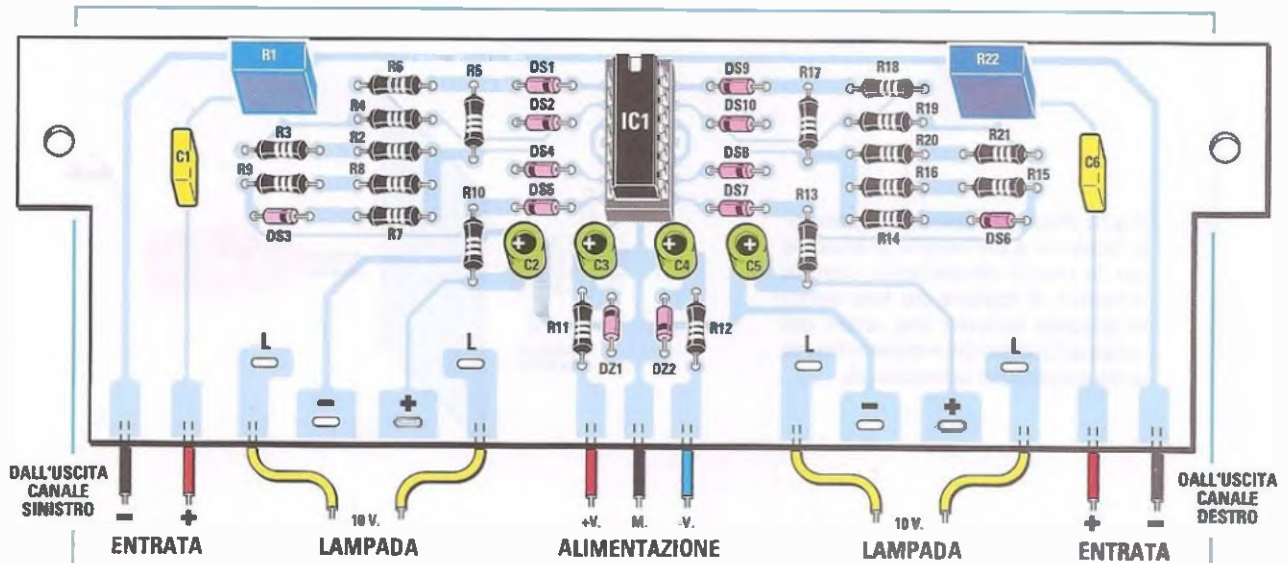 R1
R6
R5
DS1
DS9
R17
R18
R22
R4
DS2
IC1
DS10
R19
C1
R3
R2
R20
R21
C6
R9
R8
DS4
DS8
R16
R15
R10
DS5
DS7
R13
DS3
R7
R14
DS6
+
C2
+
C3
+
C4
+
C5
R11
DZ1
DZ2
R12
L
-
+
L
L
-
+
L
DALL'USCITA
CANALE
SINISTRO
-
+
10 V.
+V.
M.
-V.
10 V.
+
-
DALL'USCITA
CANALE
DESTRO
ENTRATA
LAMPADA
ALIMENTAZIONE
LAMPADA
ENTRATA